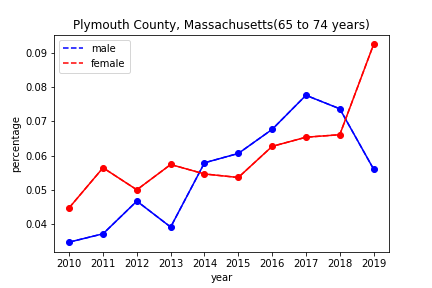 Plymouth County, Massachusetts(65 to 74 years)
male
female
percentage
0.09
0.08
0.07
0.06
0.05
0.04
2010 2011 2012 2013 2014 2015 2016 2017 2018 2019
year